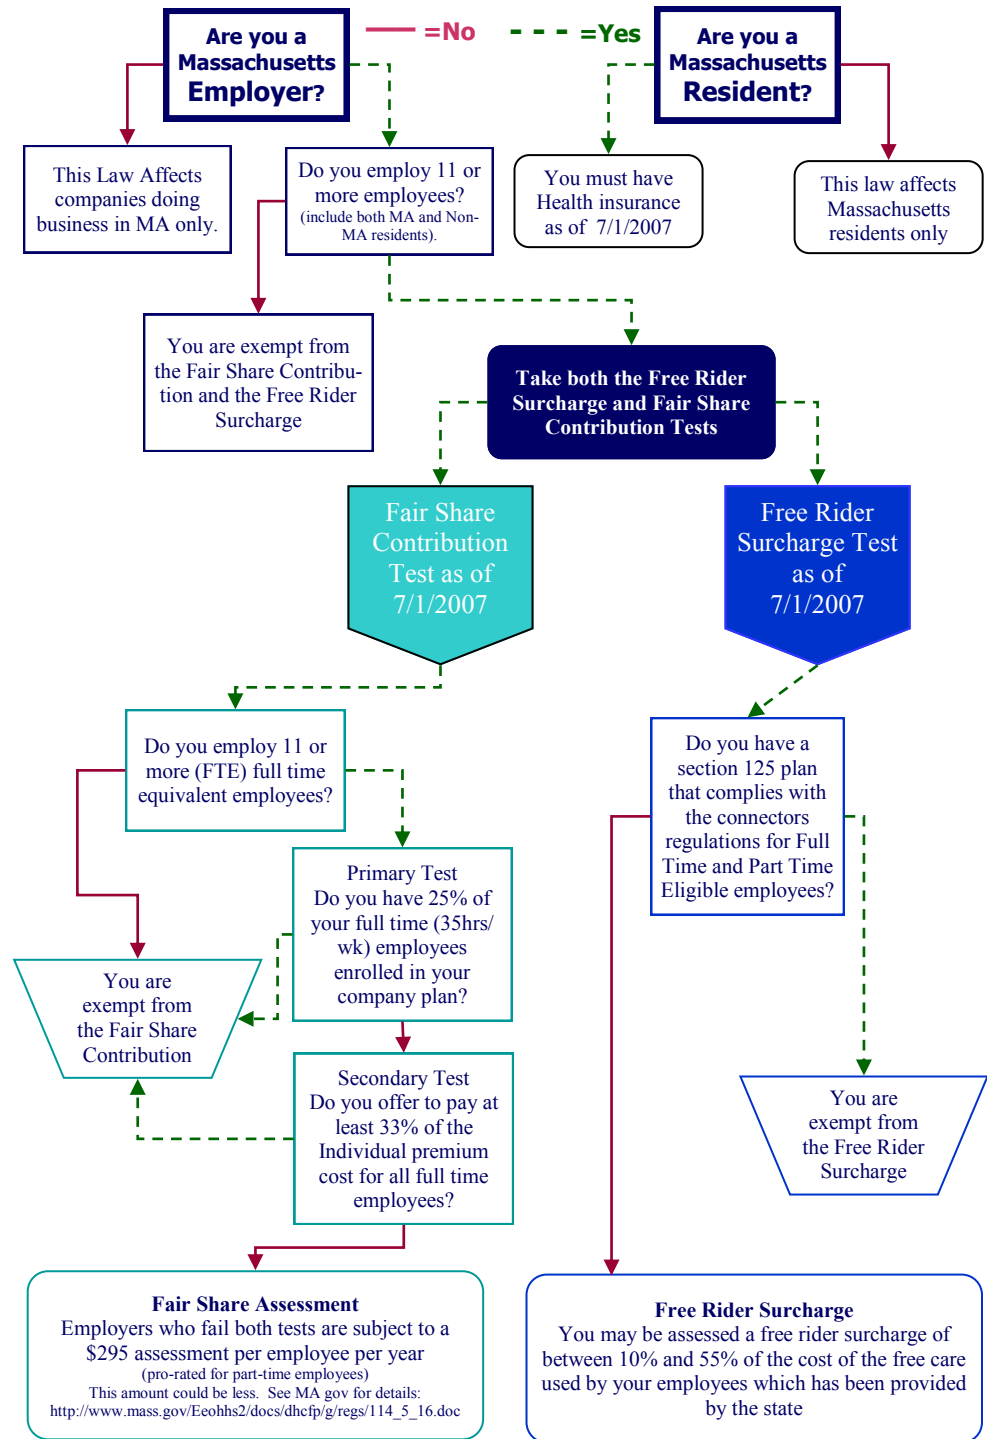 Are you a
Massachusetts
Employer?
=No
=Yes
Are you a
Massachusetts
Resident?
This Law Affects
companies doing
business in MA only.
Do you employ 11 or
more employees?
(include both MA and Non-
MA residents).
You must have
Health insurance
as of 7/1/2007
This law affects
Massachusetts
residents only
You are exempt from
the Fair Share Contribu-
tion and the Free Rider
Surcharge
Take both the Free Rider
Surcharge and Fair Share
Contribution Tests
Fair Share
Contribution
Test as of
7/1/2007
Free Rider
Surcharge Test
as of
7/1/2007
Do you employ 11 or
more (FTE) full time
equivalent employees?
Do you have a
section 125 plan
that complies with
the connectors
regulations for Full
Time and Part Time
Eligible employees?
Primary Test
Do you have 25% of
your full time (35hrs/
wk) employees
enrolled in your
company plan?
You are
exempt from
the Fair Share
Contribution
Secondary Test
Do you offer to pay at
least 33% of the
Individual premium
cost for all full time
employees?
You are
exempt from
the Free Rider
Surcharge
Fair Share Assessment
Employers who fail both tests are subject to a
$295 assessment per employee per year
(pro-rated for part-time employees)
This amount could be less. See MA gov for details:
http://www.mass.gov/Eeohhs2/docs/dhcfp/g/regs/114_5_16.doc
Free Rider Surcharge
You may be assessed a free rider surcharge of
between 10% and 55% of the cost of the free care
used by your employees which has been provided
by the state